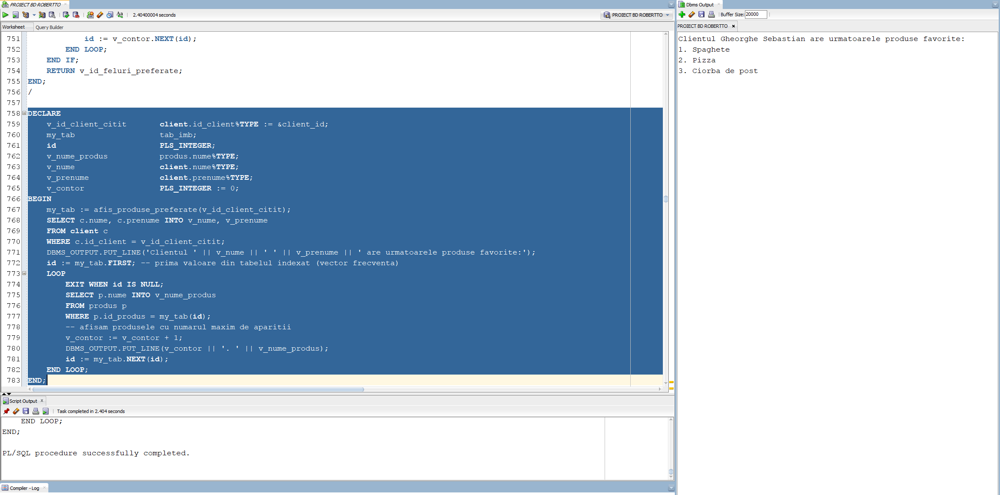 PROIECT BD ROBERTTO
2.40400004 seconds
PROIECT BD ROBERTTO
Worksheet Query Builder
751 id := v_contor.NEXT(id);
752 END LOOP;
753 END IF;
754 RETURN v_id_feluri_preferate;
755 END;
756 /
757
758 DECLARE
759 v_id_client_citit client.id_client%TYPE := &client_id;
760 my_tab tab_imb;
761 id PLS_INTEGER;
762 v_nume_produs produs.nume%TYPE;
763 v_nume client.nume%TYPE;
764 v_prenume client.prenume%TYPE;
765 v_contor PLS_INTEGER := 0;
766 BEGIN
767 my_tab := afis_produse_preferate(v_id_client_citit);
768 SELECT c.nume, c.prenume INTO v_nume, v_prenume
769 FROM client c
770 WHERE c.id_client = v_id_client_citit;
771 DBMS_OUTPUT.PUT_LINE('Clientul ' || v_nume || ' ' || v_prenume || ' are urmatoarele produse favorite:');
772 id := my_tab.FIRST; -- prima valoare din tabelul indexat (vector frecventa)
773 LOOP
774 EXIT WHEN id IS NULL;
775 SELECT p.nume INTO v_nume_produs
776 FROM produs p
777 WHERE p.id_produs = my_tab(id);
778 -- afisam produsele cu numarul maxim de aparitii
779 v_contor := v_contor + 1;
780 DBMS_OUTPUT.PUT_LINE(v_contor || '. ' || v_nume_produs);
781 id := my_tab.NEXT(id);
782 END LOOP;
783 END;
Script Output
Task completed in 2.404 seconds
END LOOP;
END;
PL/SQL procedure successfully completed.
Compiler - Log
Dbms Output
Buffer Size: 20000
PROIECT BD ROBERTTO
Clientul Gheorghe Sebastian are urmatoarele produse favorite:
1. Spaghete
2. Pizza
3. Ciorba de post